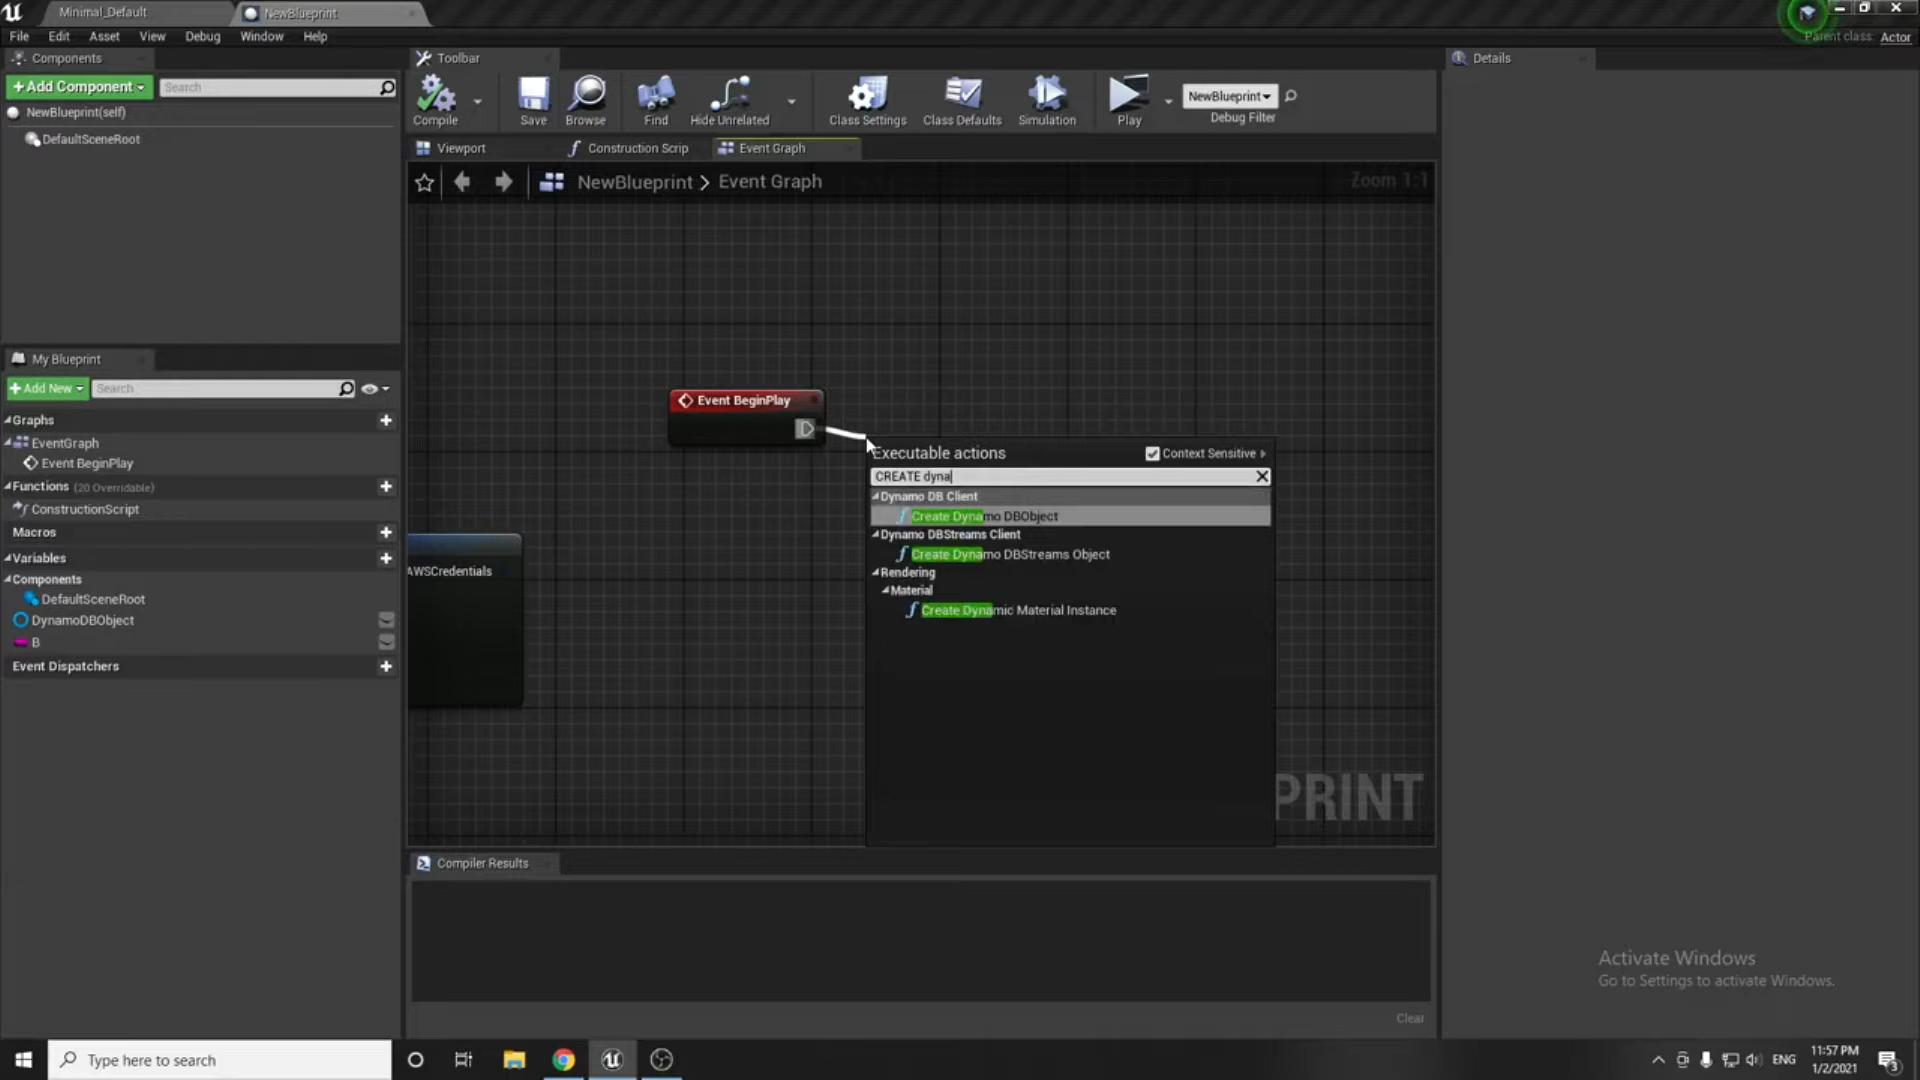 Minimal_Default
NewBlueprint
File Edit Asset View Debug Window Help
Parent class: Actor
Components
+Add Component
Search
NewBlueprint(self)
DefaultSceneRoot
Toolbar
Compile
Save
Browse
Find
Hide Unrelated
Class Settings
Class Defaults
Simulation
Play
NewBlueprint
Debug Filter
Details
Viewport
Construction Scrip
Event Graph
NewBlueprint > Event Graph
Zoom 1:1
My Blueprint
+Add New
Search
Graphs
EventGraph
Event BeginPlay
Functions (20 Overridable)
ConstructionScript
Macros
Variables
Components
DefaultSceneRoot
DynamoDBObject
B
Event Dispatchers
Event BeginPlay
AWSCredentials
Executable actions
Context Sensitive
CREATE dyna
Dynamo DB Client
Create Dynamo DBObject
Dynamo DBStreams Client
Create Dynamo DBStreams Object
Rendering
Material
Create Dynamic Material Instance
PRINT
Compiler Results
Clear
Activate Windows
Go to Settings to activate Windows.
Type here to search
ENG
11:57 PM
1/2/2021
3